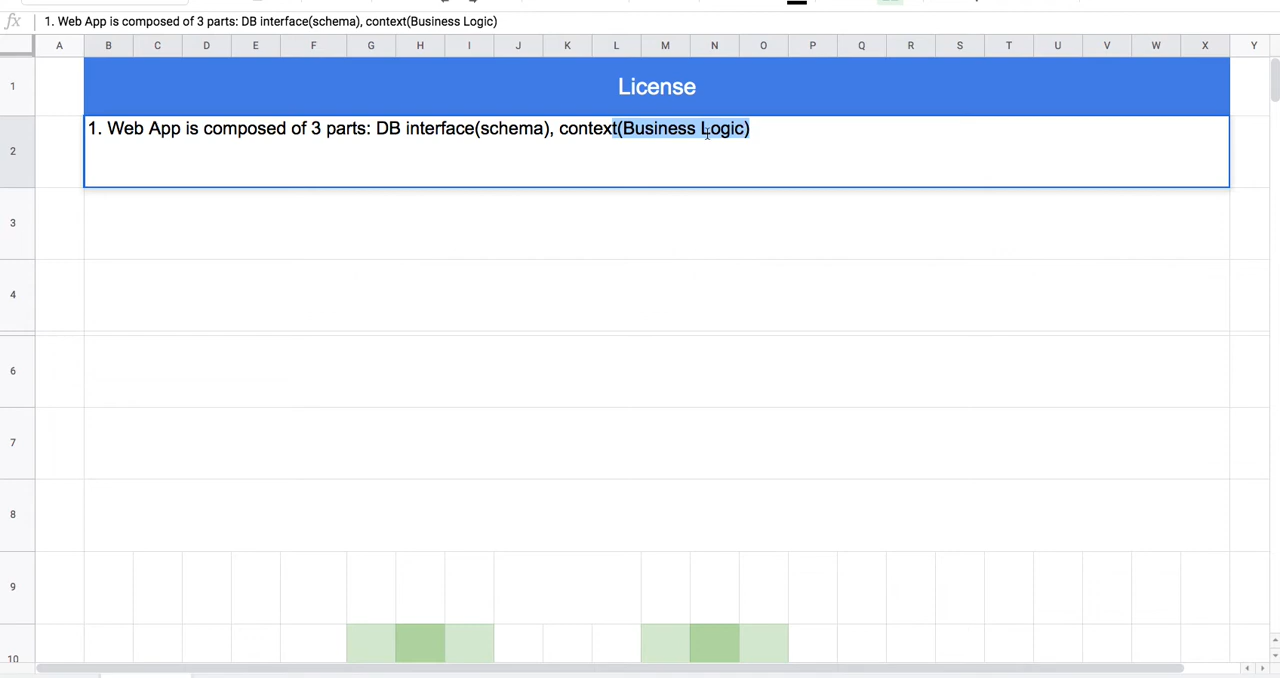 fx 1. Web App is composed of 3 parts: DB interface(schema), context(Business Logic)
A B C D E F G H I J K L M N O P Q R S T U V W X Y
1 License
2 1. Web App is composed of 3 parts: DB interface(schema), context(Business Logic)
3
4
6
7
8
9
10